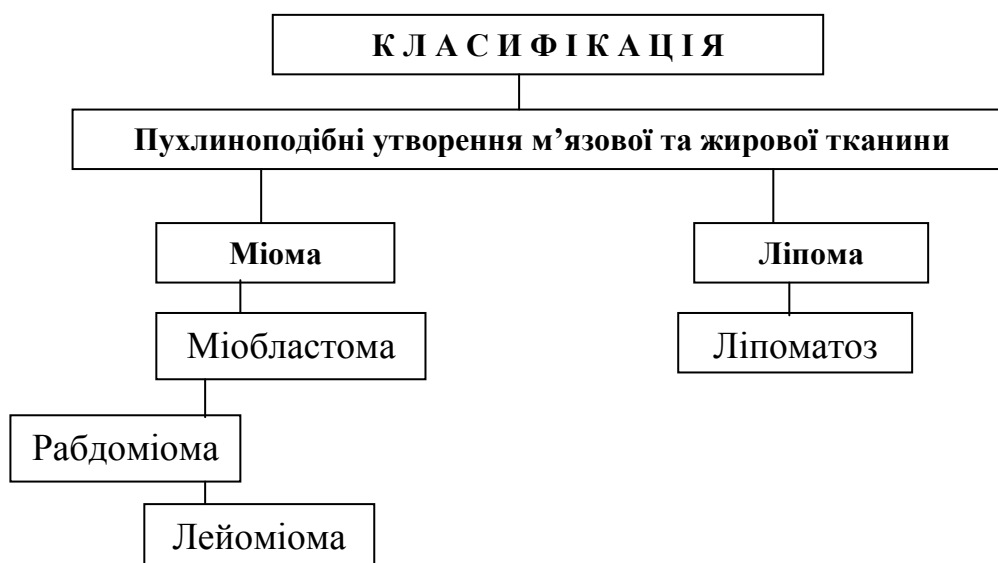 К Л А С И Ф І К А Ц І Я
Пухлиноподібні утворення м’язової та жирової тканини
Міома
Ліпома
Міобластома
Ліпоматоз
Рабдоміома
Лейоміома